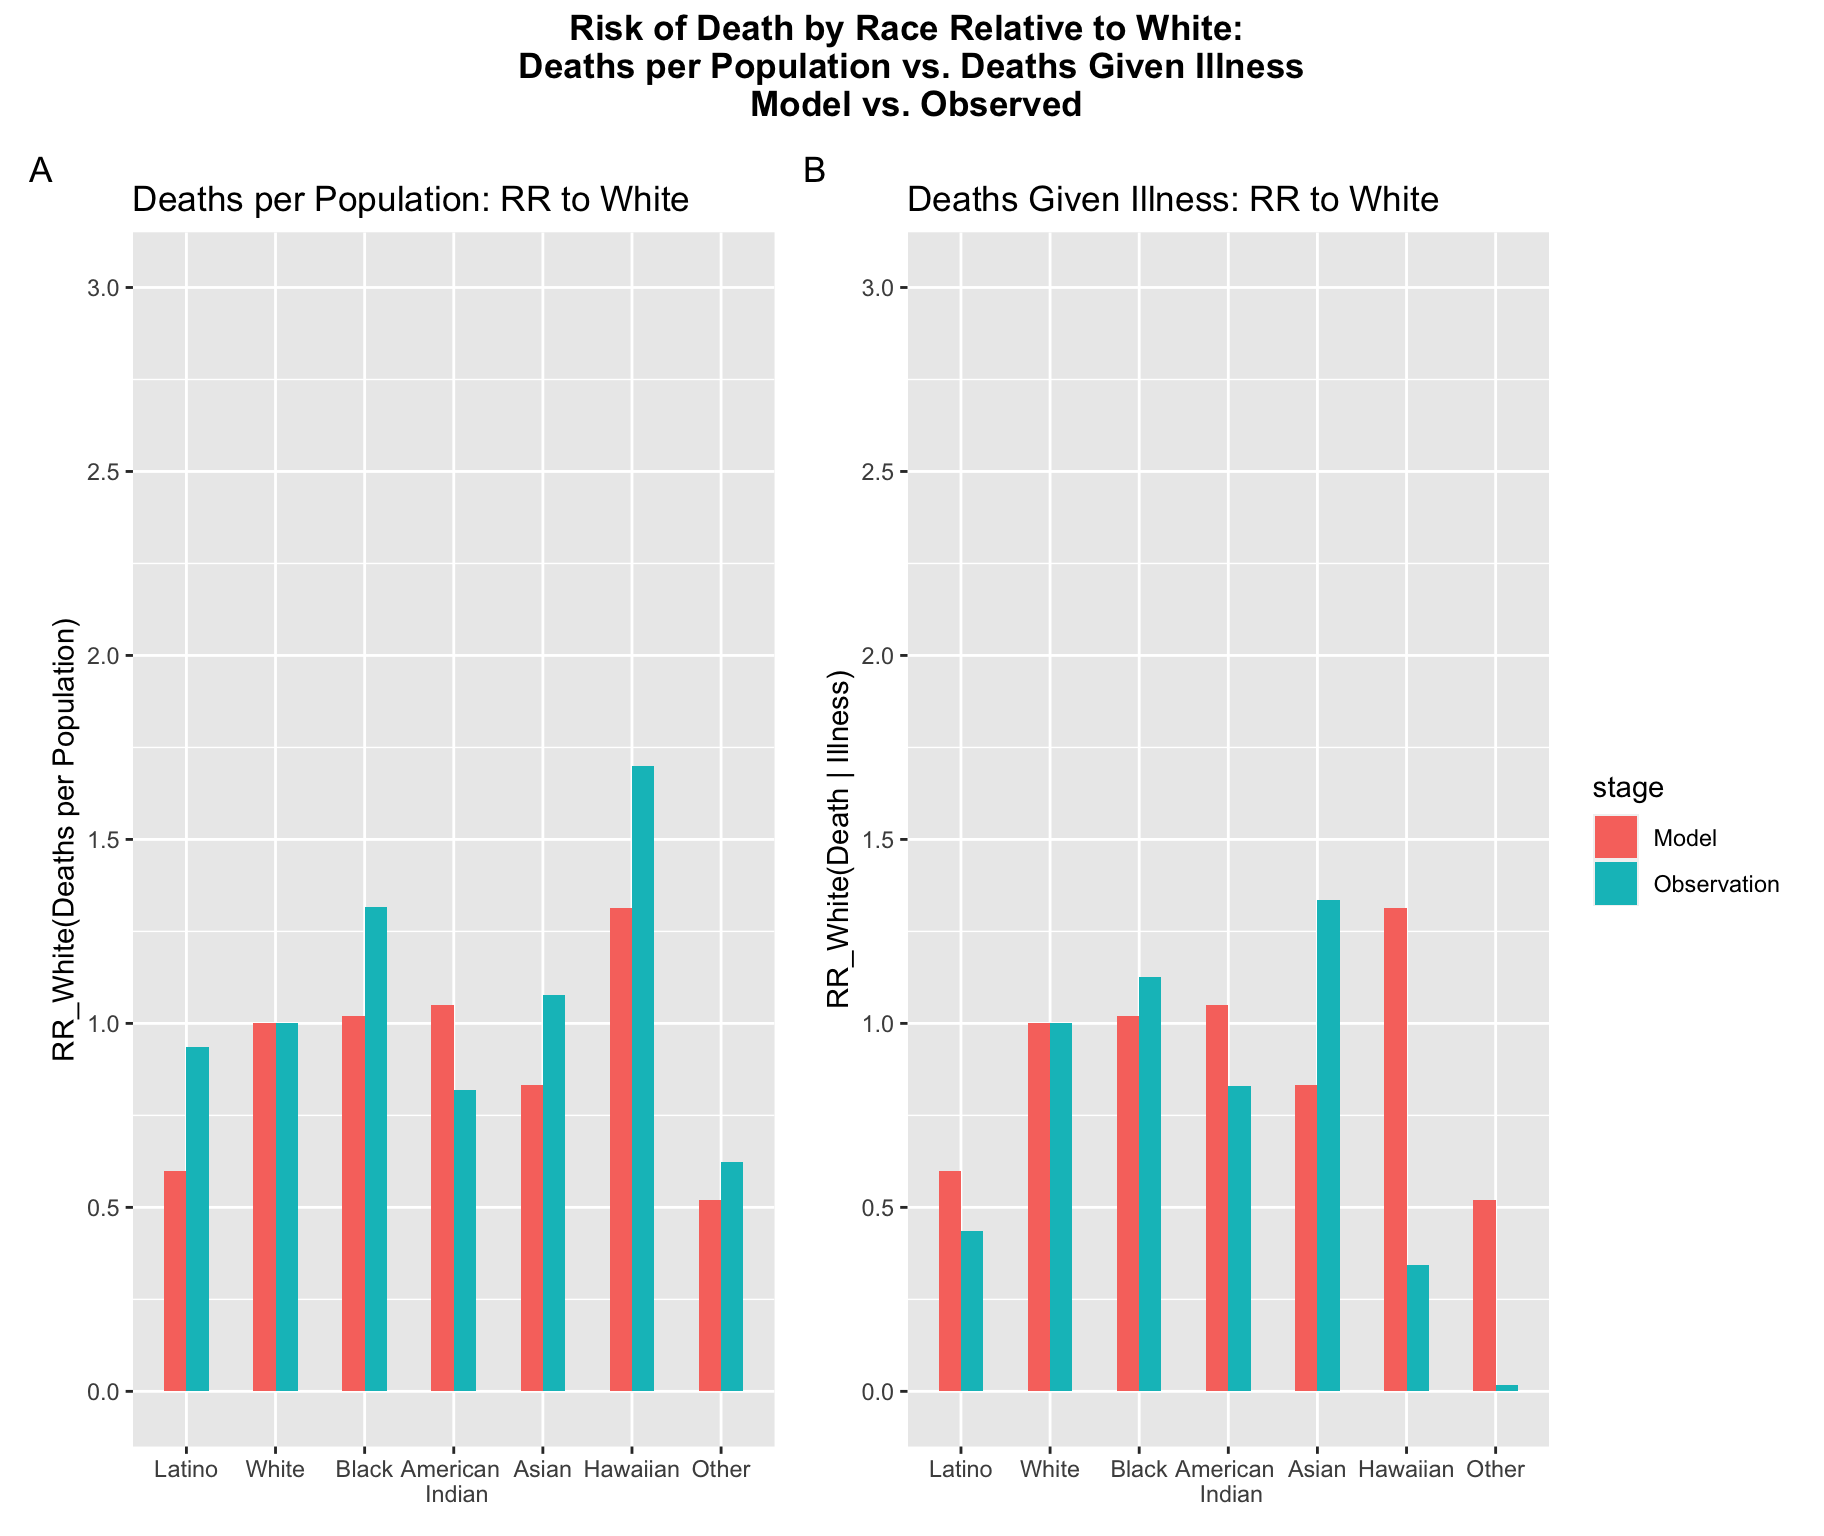 Risk of Death by Race Relative to White:
Deaths per Population vs. Deaths Given Illness
Model vs. Observed
A
Deaths per Population: RR to White
RR_White(Deaths per Population)
3.0
2.5
2.0
1.5
1.0
0.5
0.0
Latino White Black American Asian Hawaiian Other
Indian
B
Deaths Given Illness: RR to White
RR_White(Death | Illness)
3.0
2.5
2.0
1.5
1.0
0.5
0.0
Latino White Black American Asian Hawaiian Other
Indian
stage
Model
Observation